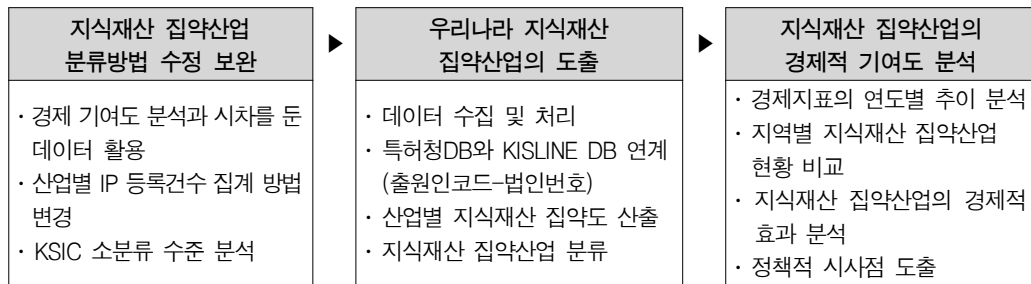 지식재산 집약산업
분류방법 수정 보완
· 경제 기여도 분석과 시차를 둔
데이터 활용
· 산업별 IP 등록건수 집계 방법
변경
· KSIC 소분류 수준 분석
▶
우리나라 지식재산
집약산업의 도출
· 데이터 수집 및 처리
· 특허청DB와 KISLINE DB 연계
(출원인코드-법인번호)
· 산업별 지식재산 집약도 산출
· 지식재산 집약산업 분류
▶
지식재산 집약산업의
경제적 기여도 분석
· 경제지표의 연도별 추이 분석
· 지역별 지식재산 집약산업
현황 비교
· 지식재산 집약산업의 경제적
효과 분석
· 정책적 시사점 도출